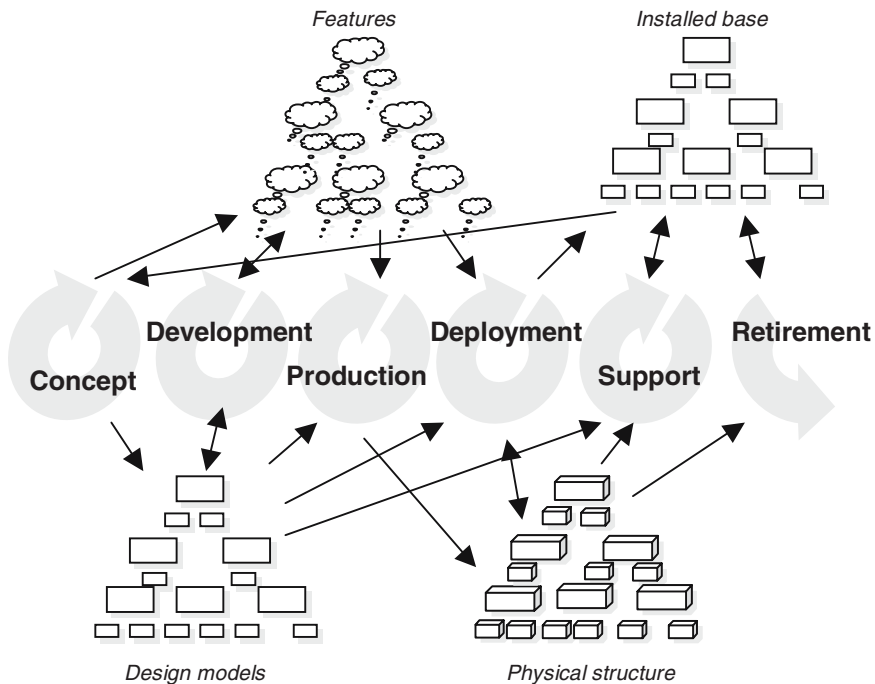 Features
Installed base
Development
Deployment
Retirement
Concept
Production
Support
Design models
Physical structure